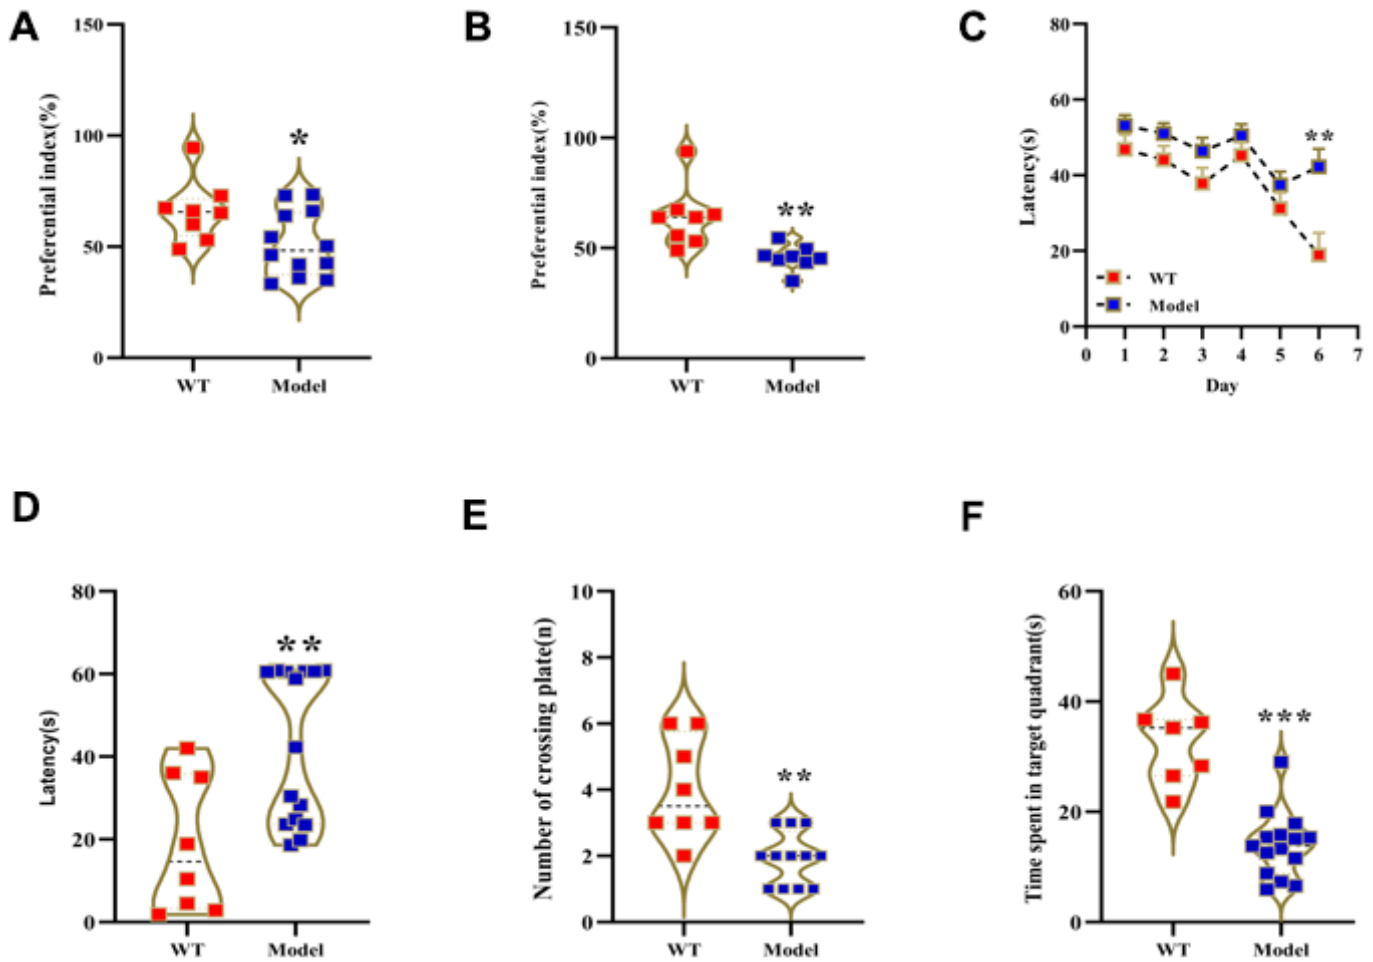 A
Preferential index(%)
150
100
50
0
*
WT
Model
B
Preferential index(%)
150
100
50
0
**
WT
Model
C
Latency(s)
80
60
40
20
0
**
WT
Model
0 1 2 3 4 5 6 7
Day
D
Latency(s)
80
60
40
20
0
**
WT
Model
E
Number of crossing plate(n)
10
8
6
4
2
0
**
WT
Model
F
Time spent in target quadrant(s)
60
40
20
0
***
WT
Model